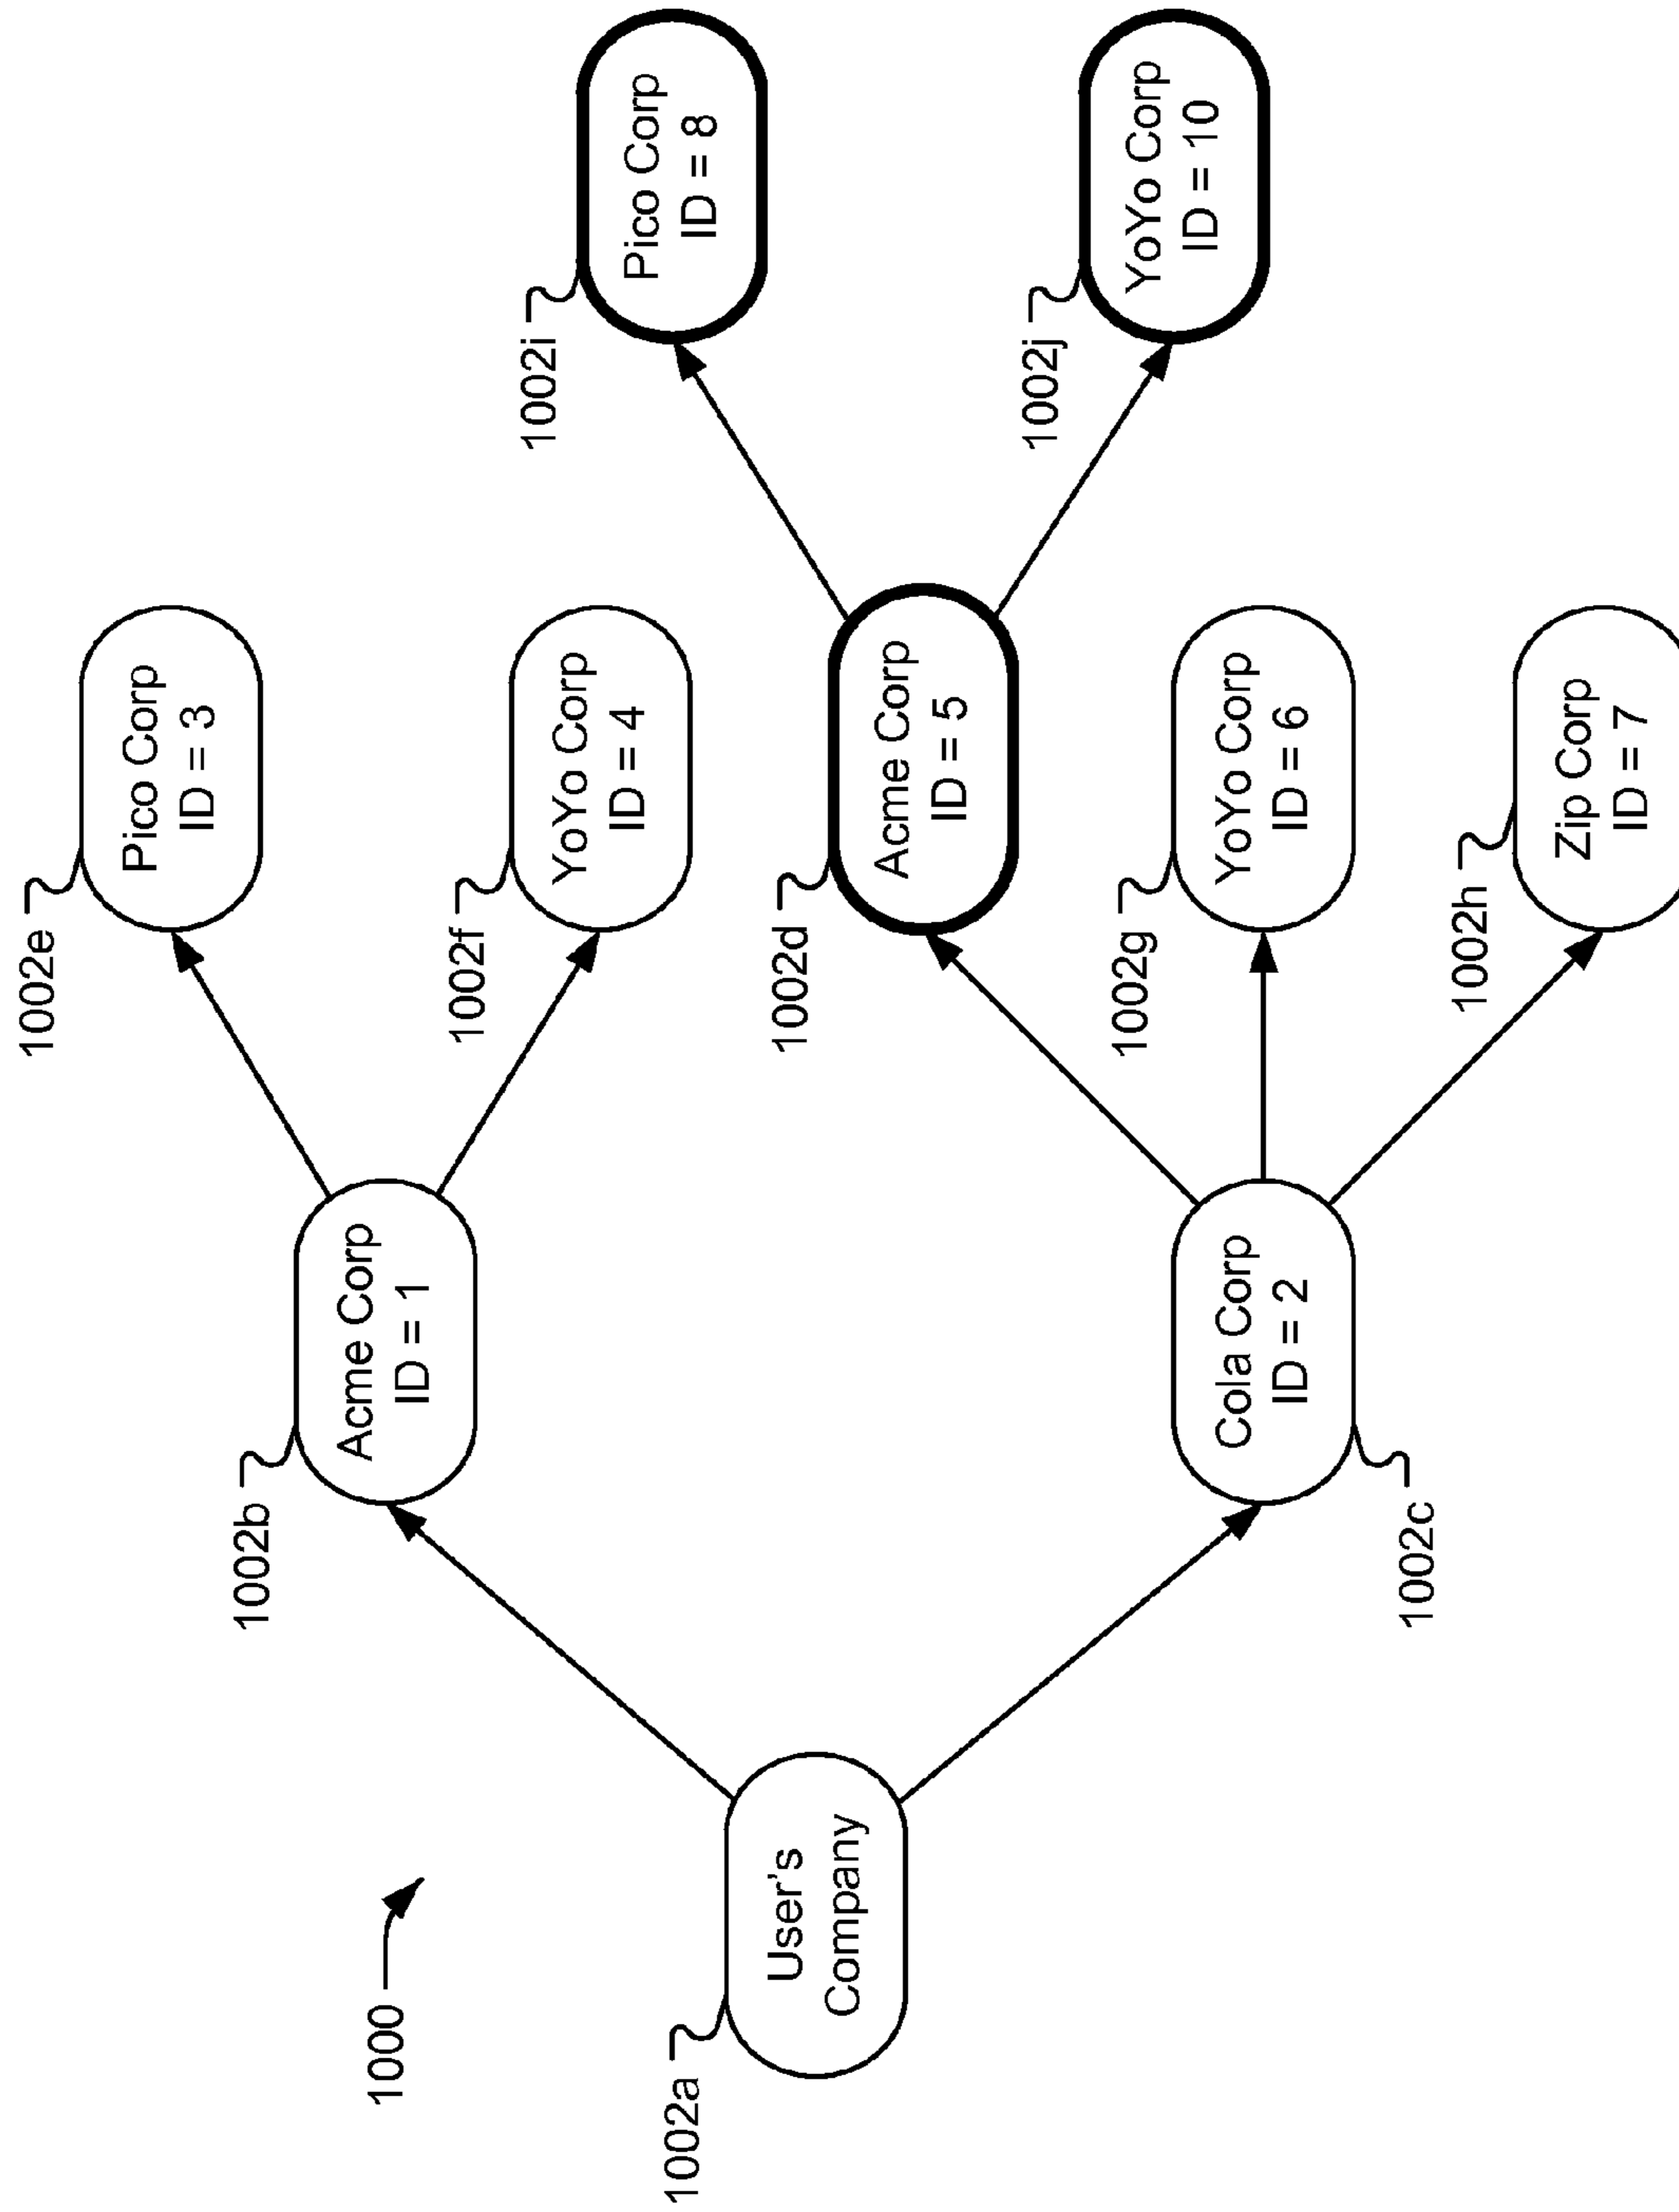 1000
1002a
User's
Company
1002b
Acme Corp
ID = 1
1002c
Cola Corp
ID = 2
1002e
Pico Corp
ID = 3
1002f
YoYo Corp
ID = 4
1002d
Acme Corp
ID = 5
1002g
YoYo Corp
ID = 6
1002h
Zip Corp
ID = 7
1002i
Pico Corp
ID = 8
1002j
YoYo Corp
ID = 10